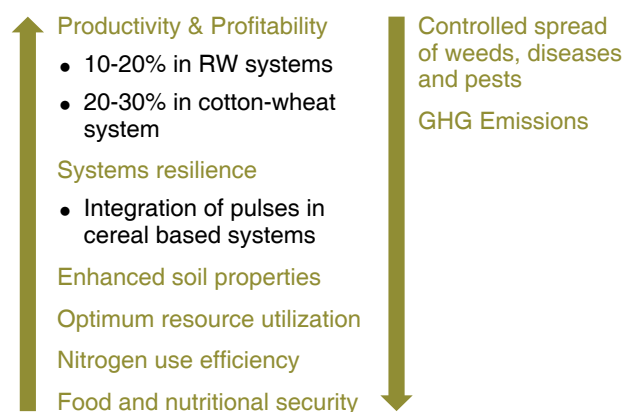 Productivity & Profitability
• 10-20% in RW systems
• 20-30% in cotton-wheat
system
Systems resilience
• Integration of pulses in
cereal based systems
Enhanced soil properties
Optimum resource utilization
Nitrogen use efficiency
Food and nutritional security
Controlled spread
of weeds, diseases
and pests
GHG Emissions